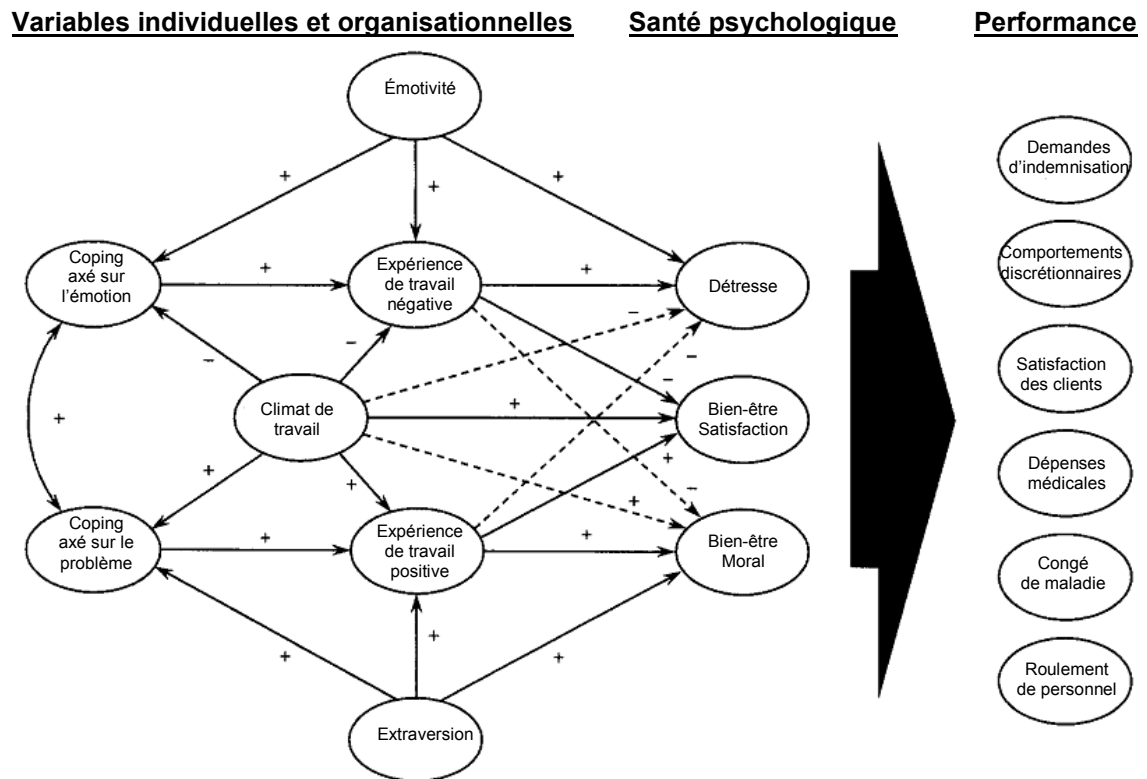 Variables individuelles et organisationnelles
Santé psychologique
Performance
Émotivité
+
+
+
Coping
axé sur
l'émotion
+
Expérience
de travail
négative
+
Détresse
–
–
–
–
–
Climat de
travail
+
Bien-être
Satisfaction
+
+
+
+
–
+
Coping
axé sur le
problème
+
Expérience
de travail
positive
+
Bien-être
Moral
+
+
+
Extraversion
Demandes
d'indemnisation
Comportements
discrétionnaires
Satisfaction
des clients
Dépenses
médicales
Congé
de maladie
Roulement
de personnel